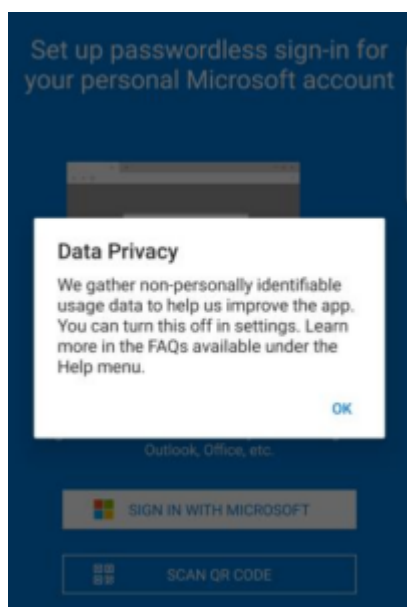 Set up passwordless sign-in for
your personal Microsoft account
Data Privacy
We gather non-personally identifiable
usage data to help us improve the app.
You can turn this off in settings. Learn
more in the FAQs available under the
Help menu.
OK
Outlook, Office, etc.
SIGN IN WITH MICROSOFT
SCAN QR CODE